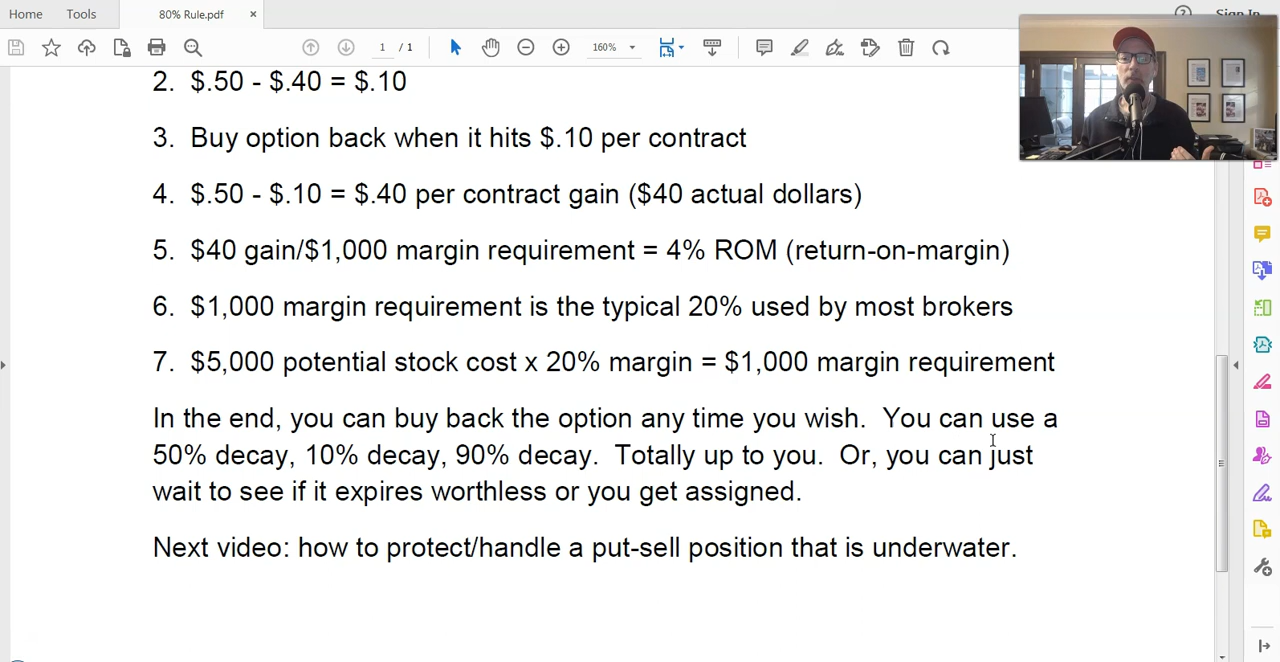 Home Tools 80% Rule.pdf × Sign In
1 / 1 160%
2. $.50 - $.40 = $.10
3. Buy option back when it hits $.10 per contract
4. $.50 - $.10 = $.40 per contract gain ($40 actual dollars)
5. $40 gain/$1,000 margin requirement = 4% ROM (return-on-margin)
6. $1,000 margin requirement is the typical 20% used by most brokers
7. $5,000 potential stock cost x 20% margin = $1,000 margin requirement
In the end, you can buy back the option any time you wish. You can use a
50% decay, 10% decay, 90% decay. Totally up to you. Or, you can just
wait to see if it expires worthless or you get assigned.
Next video: how to protect/handle a put-sell position that is underwater.